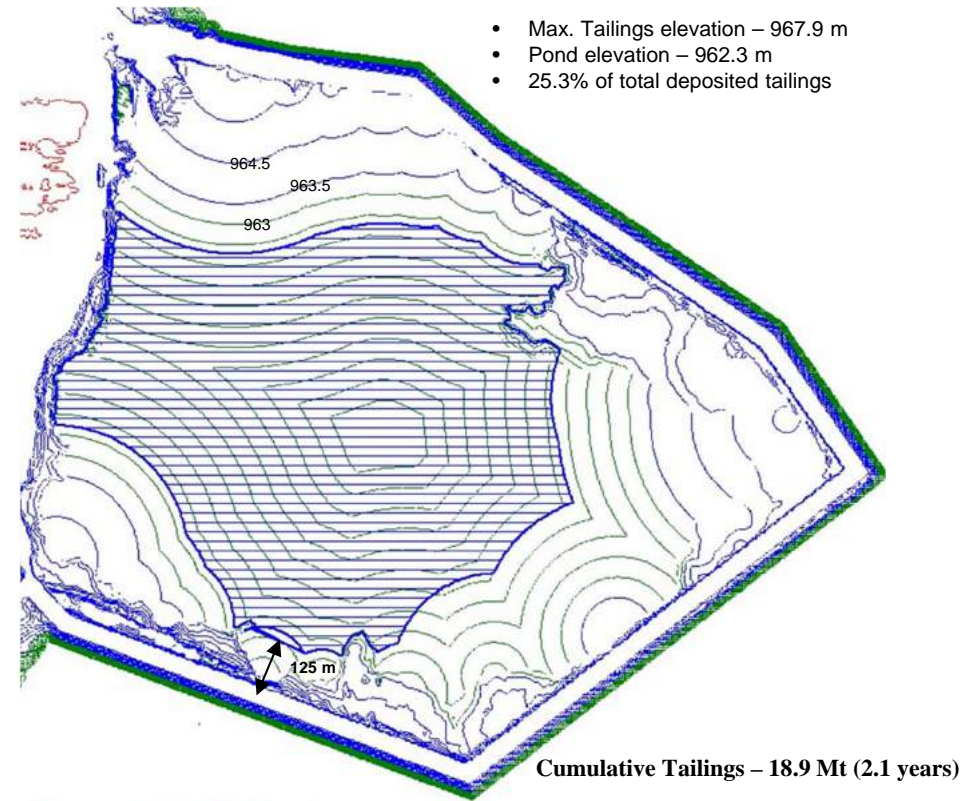 • Max. Tailings elevation – 967.9 m
• Pond elevation – 962.3 m
• 25.3% of total deposited tailings
964.5
963.5
963
125 m
Cumulative Tailings – 18.9 Mt (2.1 years)